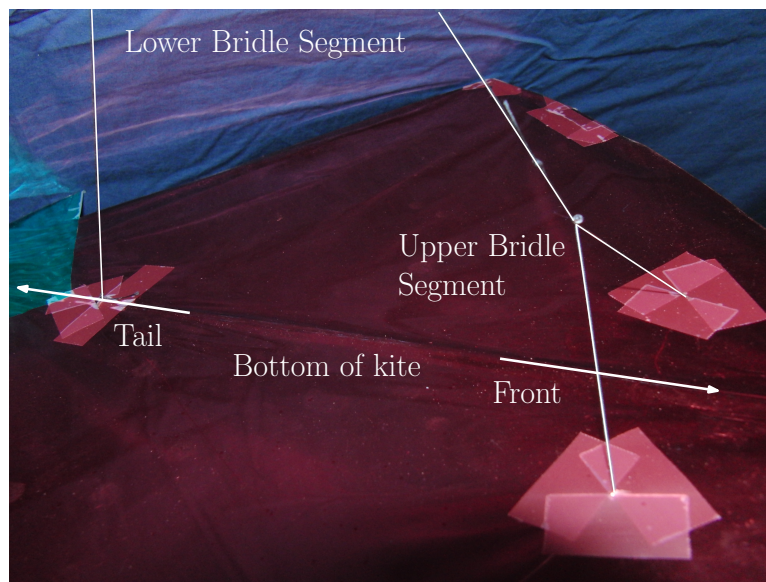 Lower Bridle Segment
Upper Bridle
Segment
Tail
Bottom of kite
Front